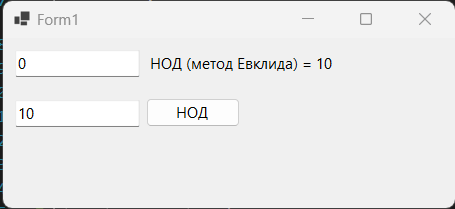 Form1
0 НОД (метод Евклида) = 10
10 НОД